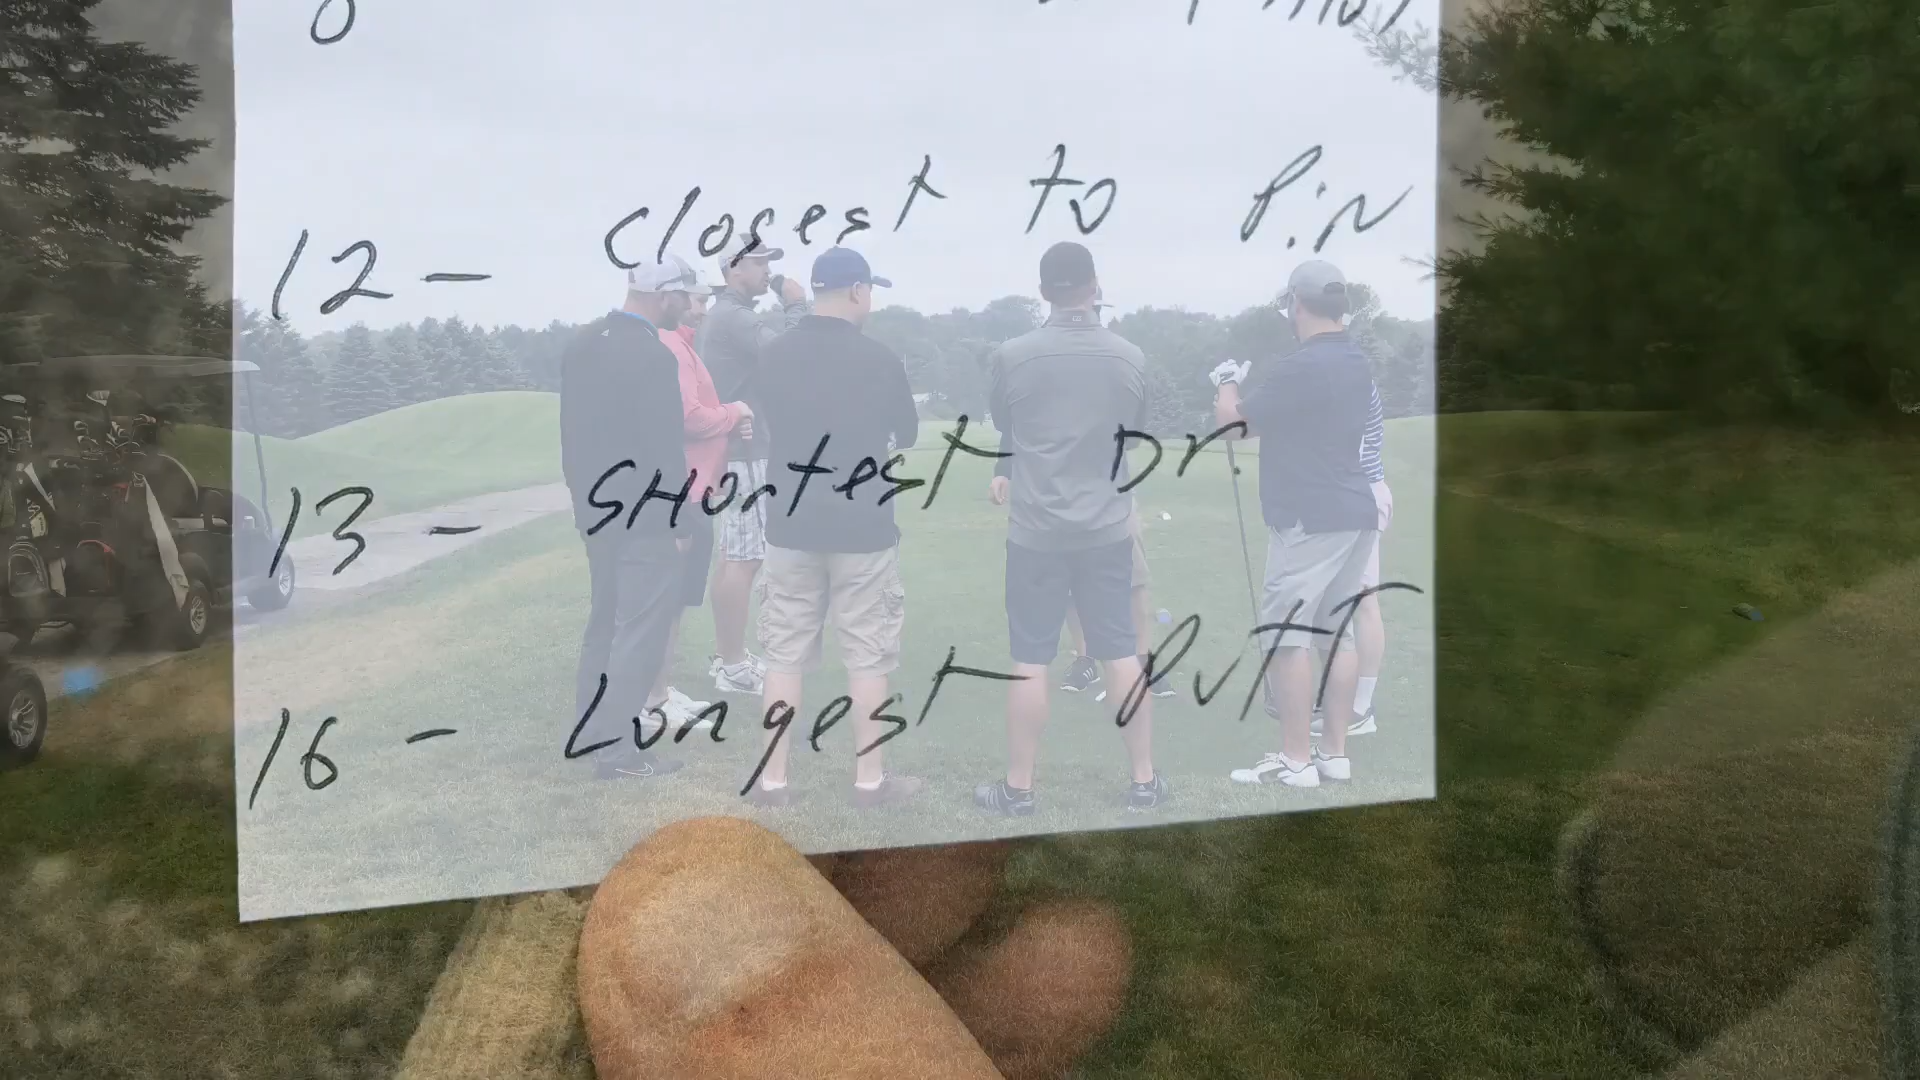 12 - Closest to Pin
13 - SHortest Dr.
16 - Longest PutT